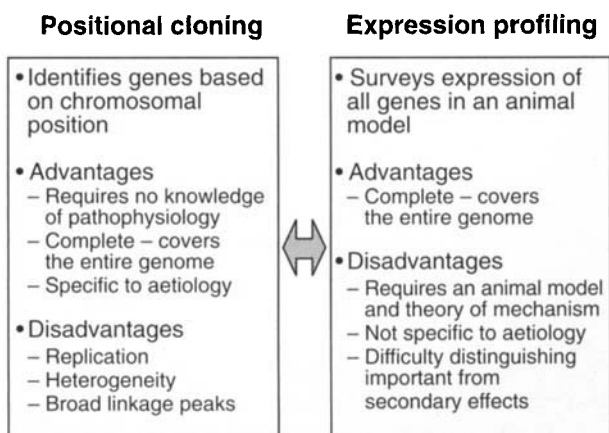 Positional cloning
• Identifies genes based
on chromosomal
position
• Advantages
– Requires no knowledge
of pathophysiology
– Complete – covers
the entire genome
– Specific to aetiology
• Disadvantages
– Replication
– Heterogeneity
– Broad linkage peaks
Expression profiling
• Surveys expression of
all genes in an animal
model
• Advantages
– Complete – covers
the entire genome
• Disadvantages
– Requires an animal model
and theory of mechanism
– Not specific to aetiology
– Difficulty distinguishing
important from
secondary effects